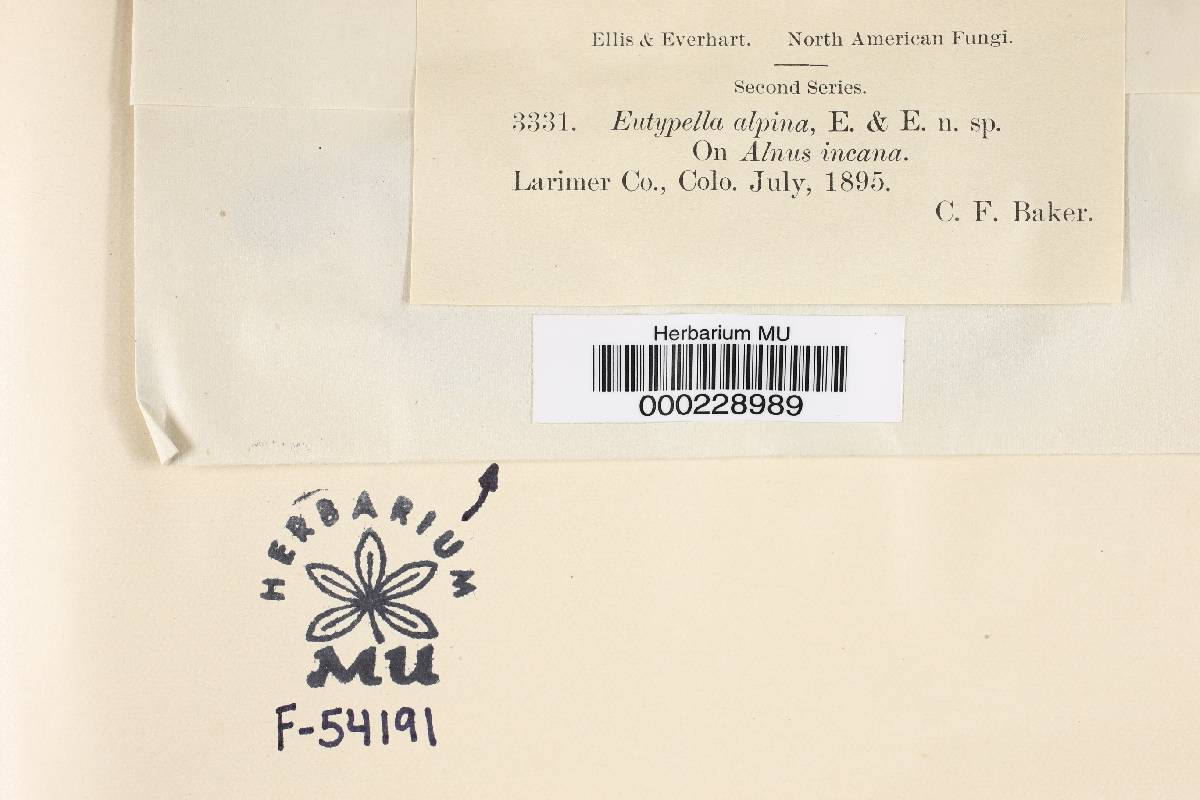 Ellis & Everhart. North American Fungi.
Second Series.
3331. Eutypella alpina, E. & E. n. sp.
On Alnus incana.
Larimer Co., Colo. July, 1895.
C. F. Baker.
Herbarium MU
000228989
HERBARIUM
MU
F-54191